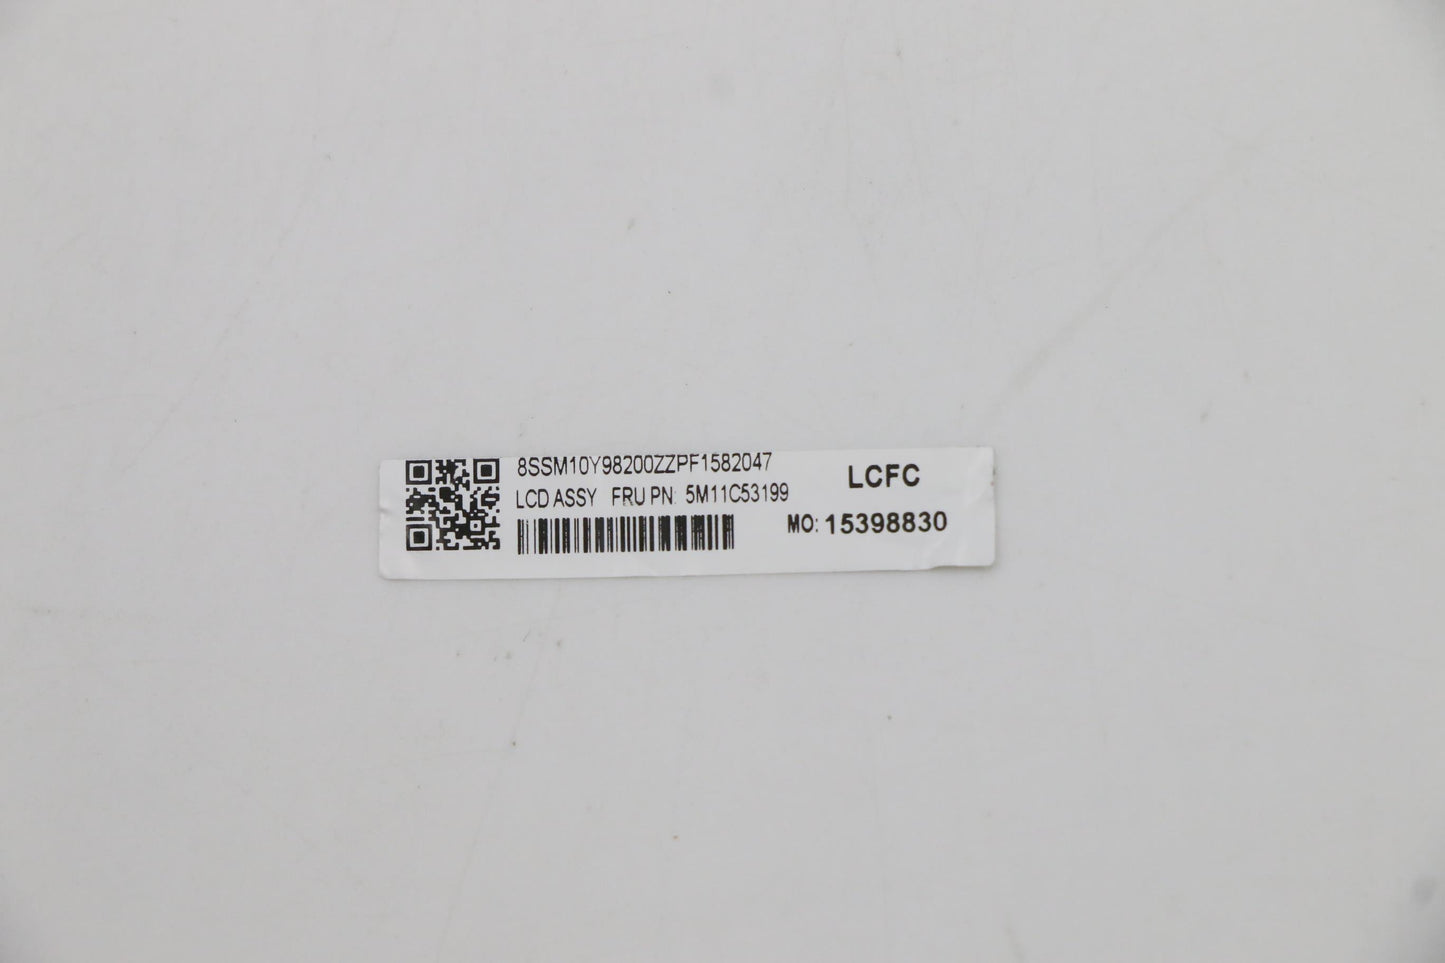 8SSM10Y98200ZZPF1582047
LCD ASSY FRU PN: 5M11C53199
LCFC
MO: 15398830